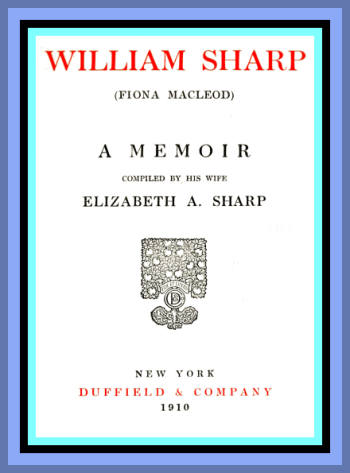 WILLIAM SHARP
(FIONA MACLEOD)
A MEMOIR
COMPILED BY HIS WIFE
ELIZABETH A. SHARP
NEW YORK
DUFFIELD & COMPANY
1910